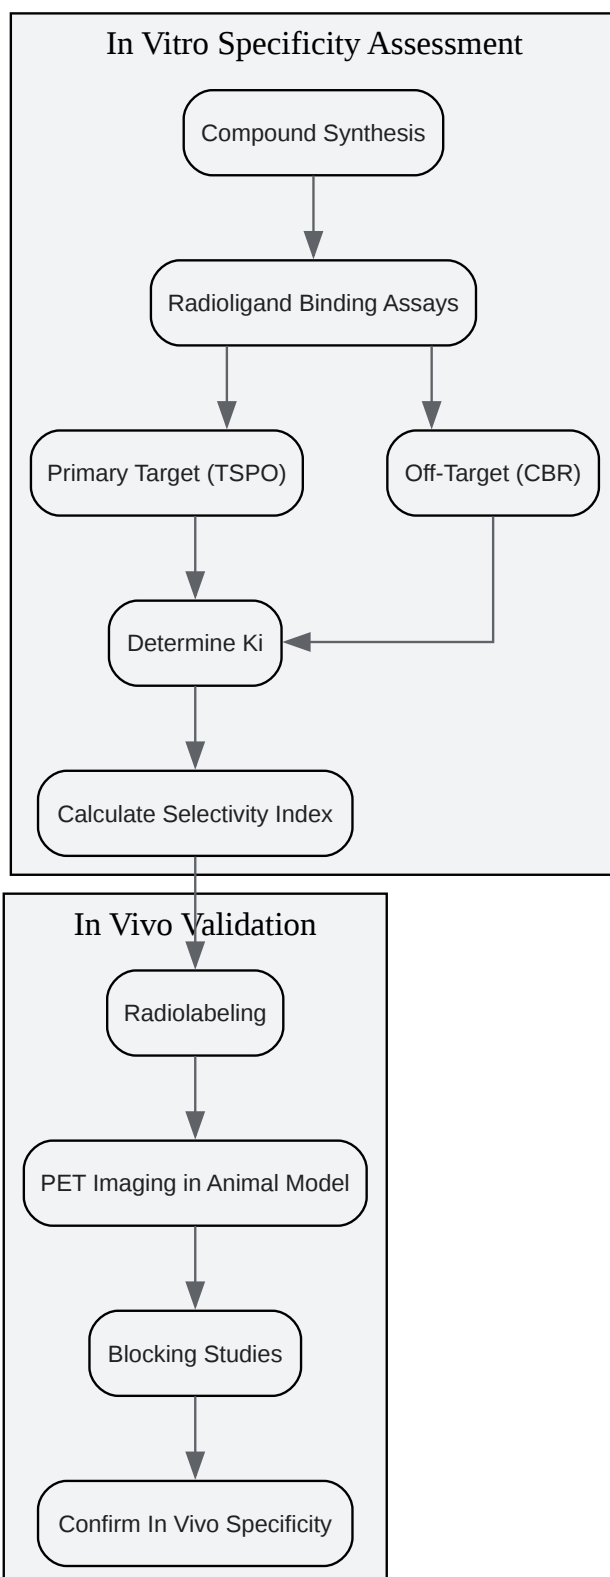 In Vitro Specificity Assessment
Compound Synthesis
Radioligand Binding Assays
Primary Target (TSPO)
Off-Target (CBR)
Determine Ki
Calculate Selectivity Index
In Vivo Validation
Radiolabeling
PET Imaging in Animal Model
Blocking Studies
Confirm In Vivo Specificity